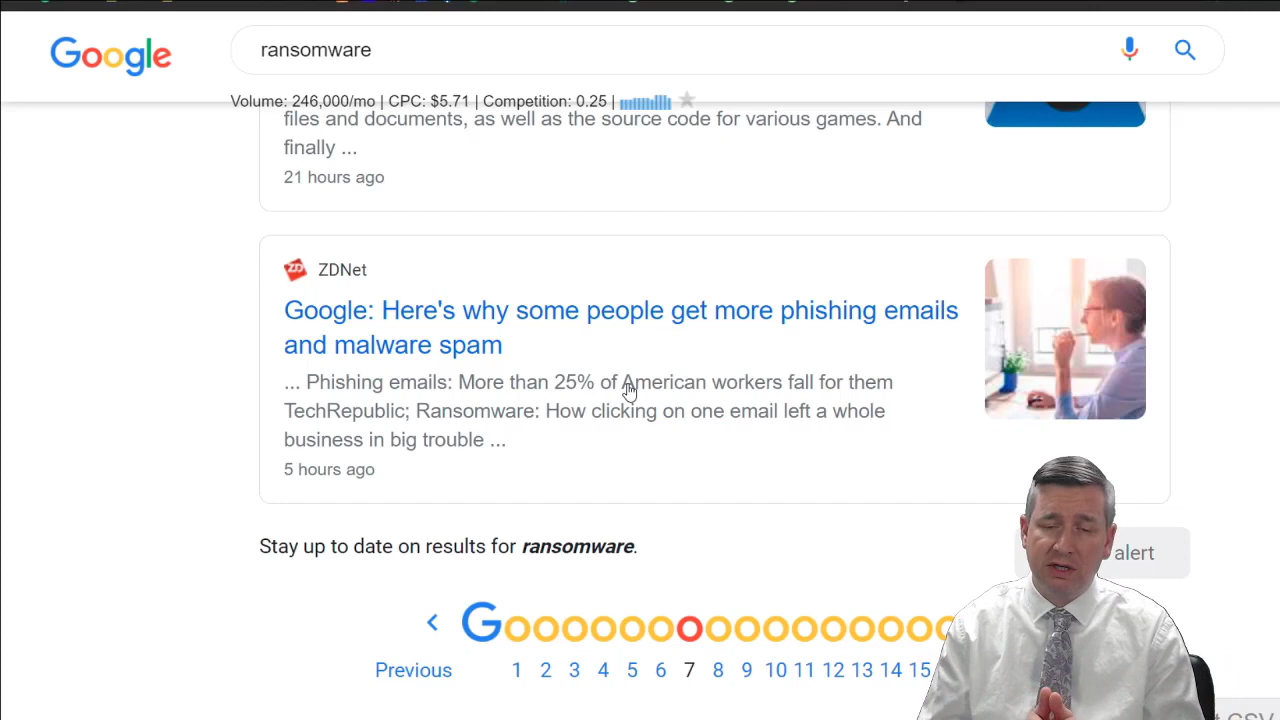 Google
ransomware
Volume: 246,000/mo | CPC: $5.71 | Competition: 0.25 |
files and documents, as well as the source code for various games. And
finally ...
21 hours ago
ZD ZDNet
Google: Here's why some people get more phishing emails
and malware spam
... Phishing emails: More than 25% of American workers fall for them
TechRepublic; Ransomware: How clicking on one email left a whole
business in big trouble ...
5 hours ago
Stay up to date on results for ransomware.
alert
Gooooooooooooooo
Previous 1 2 3 4 5 6 7 8 9 10 11 12 13 14 15
CSV